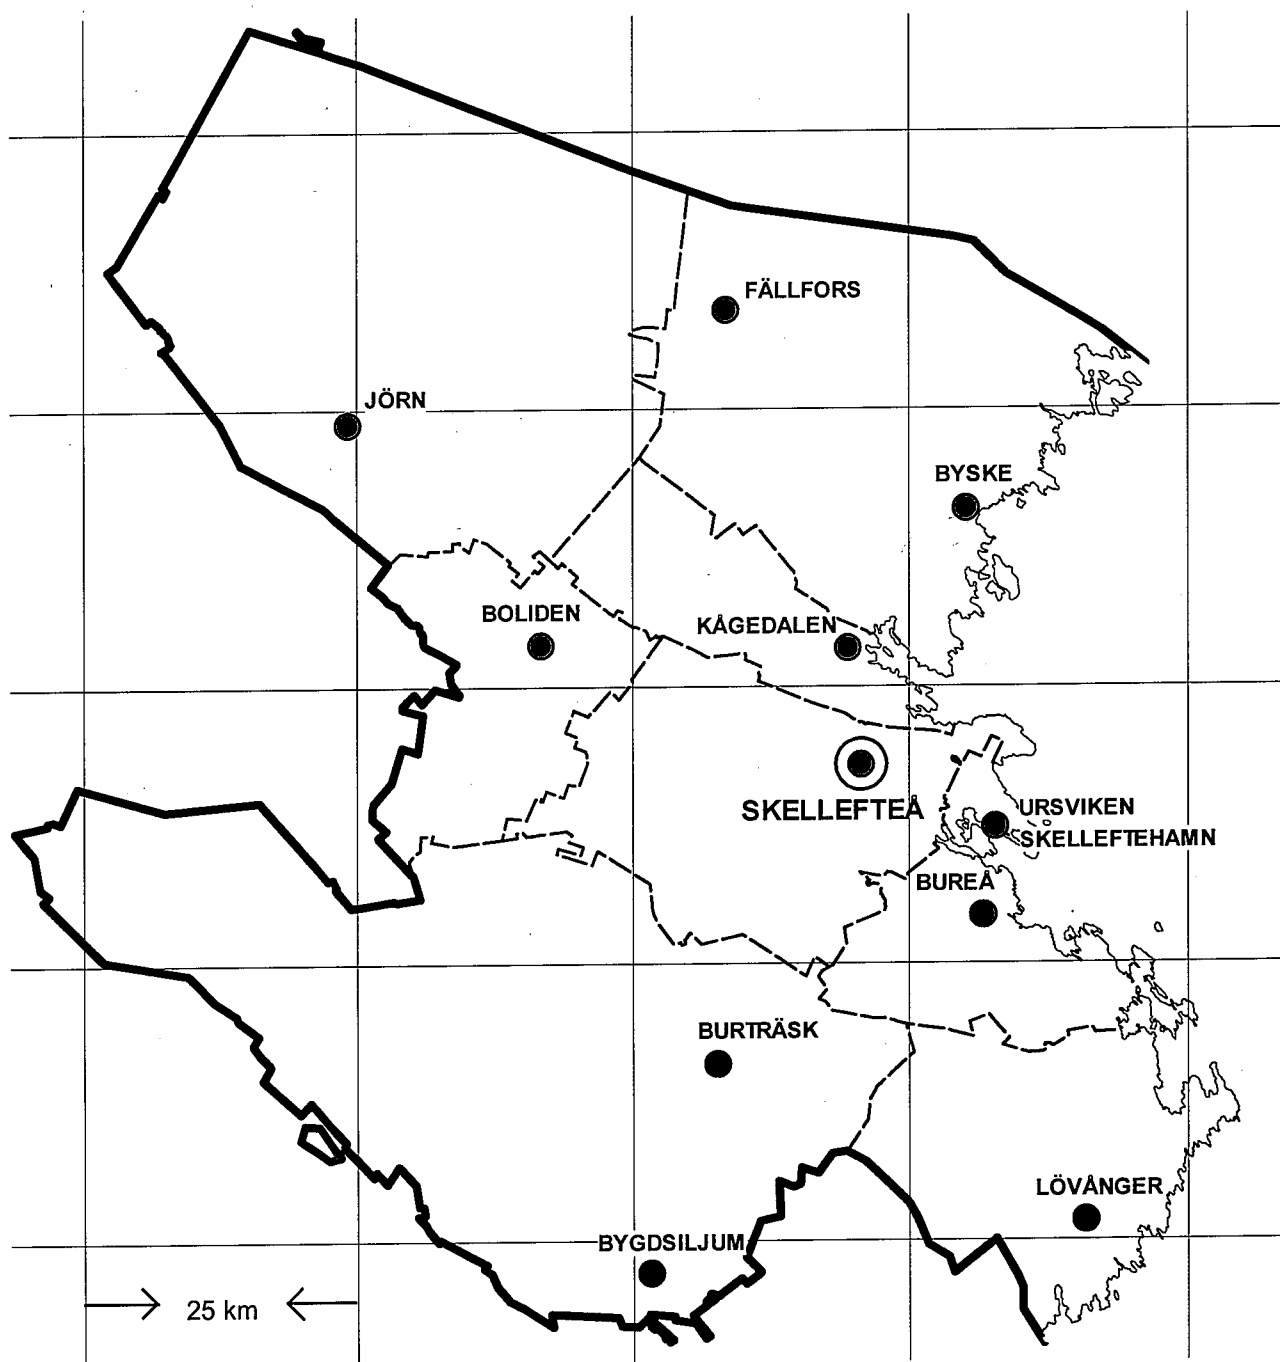 FÄLLFORS
JÖRN
BYSKE
BOLIDEN
KÅGEDALEN
SKELLEFTEÅ
URSVIKEN
SKELLEFTEHAMN
BUREÅ
BURTRÄSK
LÖVÅNGER
BYGDSILJUM
25 km